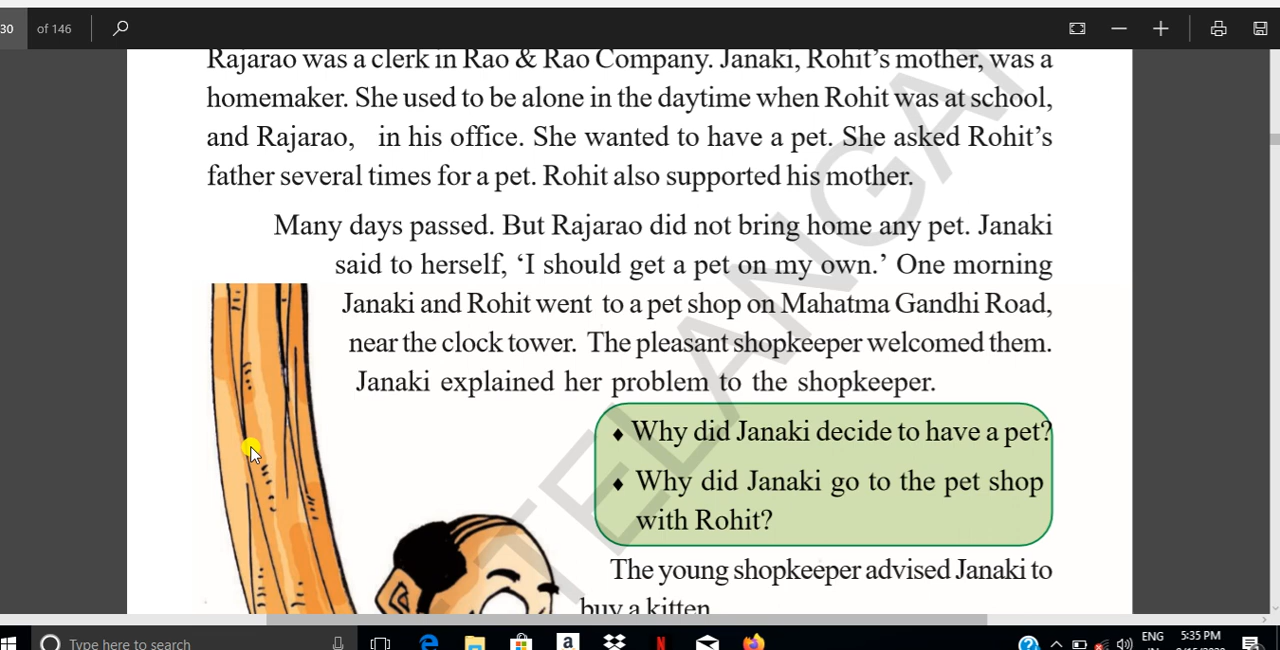 30 of 146
Rajarao was a clerk in Rao & Rao Company. Janaki, Rohit’s mother, was a
homemaker. She used to be alone in the daytime when Rohit was at school,
and Rajarao, in his office. She wanted to have a pet. She asked Rohit’s
father several times for a pet. Rohit also supported his mother.
Many days passed. But Rajarao did not bring home any pet. Janaki
said to herself, ‘I should get a pet on my own.’ One morning
Janaki and Rohit went to a pet shop on Mahatma Gandhi Road,
near the clock tower. The pleasant shopkeeper welcomed them.
Janaki explained her problem to the shopkeeper.
♦ Why did Janaki decide to have a pet?
♦ Why did Janaki go to the pet shop
with Rohit?
The young shopkeeper advised Janaki to
buy a kitten
TELANGA
Type here to search
a
N
ENG
5:35 PM